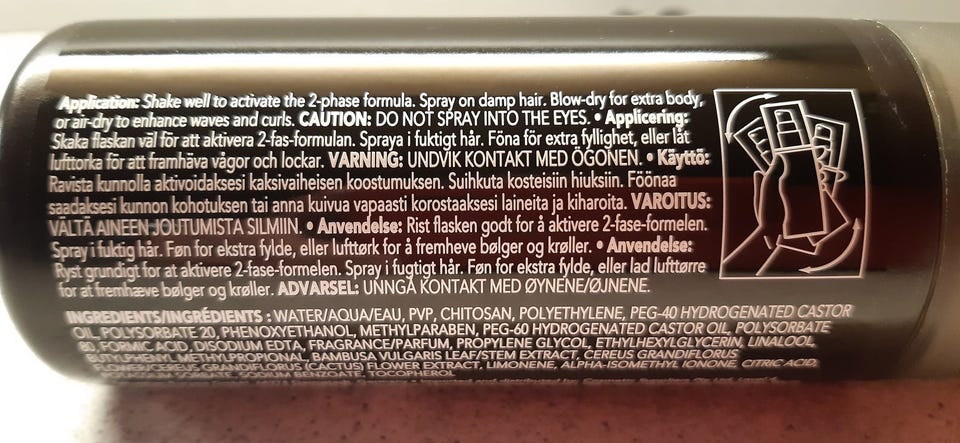 Application: Shake well to activate the 2-phase formula. Spray on damp hair. Blow-dry for extra body,
or air-dry to enhance waves and curls. CAUTION: DO NOT SPRAY INTO THE EYES. • Applicering:
Skaka flaskan väl för att aktivera 2-fas-formulan. Spraya i fuktigt hår. Föna för extra fyllighet, eller låt
lufttorka för att framhäva vågor och lockar. VARNING: UNDVIK KONTAKT MED ÖGONEN. • Käyttö:
Ravista kunnolla aktivoidaksesi kaksivaiheisen koostumuksen. Suihkuta kosteisiin hiuksiin. Föönaa
saadaksesi kunnon kohotuksen tai anna kuivua vapaasti korostaaksesi laineita ja kiharoita. VAROITUS:
VÄLTÄ AINEEN JOUTUMISTA SILMIIN. • Anvendelse: Rist flasken godt for å aktivere 2-fase-formelen.
Spray i fuktig hår. Føn for ekstra fylde, eller lufttørk for å fremheve bølger og krøller. • Anvendelse:
Ryst grundigt for at aktivere 2-fase-formelen. Spray i fugtigt hår. Føn for ekstra fylde, eller lad lufttørre
for at fremhæve bølger og krøller. ADVARSEL: UNNGÅ KONTAKT MED ØYNENE/ØJNENE.
INGREDIENTS/INGRÉDIENTS : WATER/AQUA/EAU, PVP, CHITOSAN, POLYETHYLENE, PEG-40 HYDROGENATED CASTOR
OIL, POLYSORBATE 20, PHENOXYETHANOL, METHYLPARABEN, PEG-60 HYDROGENATED CASTOR OIL, POLYSORBATE
80, FORMIC ACID, DISODIUM EDTA, FRAGRANCE/PARFUM, PROPYLENE GLYCOL, ETHYLHEXYLGLYCERIN, LINALOOL,
BUTYLPHENYL METHYLPROPIONAL, BAMBUSA VULGARIS LEAF/STEM EXTRACT, CEREUS GRANDIFLORUS
FLOWER/CEREUS GRANDIFLORUS (CACTUS) FLOWER EXTRACT, LIMONENE, ALPHA-ISOMETHYL IONONE, CITRIC ACID,
BENZOATE, TOCOPHEROL